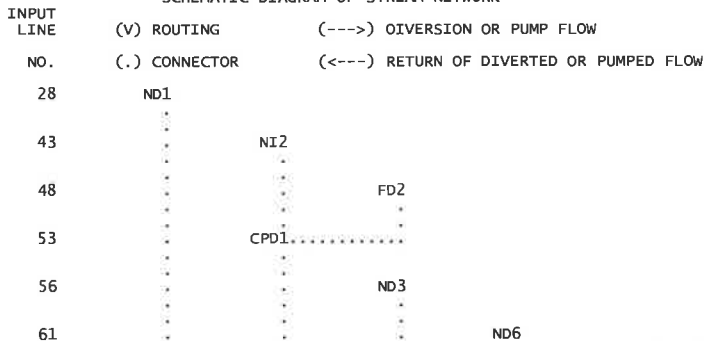 SCHEMATIC DIAGRAM OF STREAM NETWORK
INPUT
LINE (V) ROUTING (--->) OIVERSION OR PUMP FLOW
NO. (.) CONNECTOR (<---) RETURN OF DIVERTED OR PUMPED FLOW
28 ND1
43 NI2
48 FD2
53 CPD1............
56 ND3
61 ND6